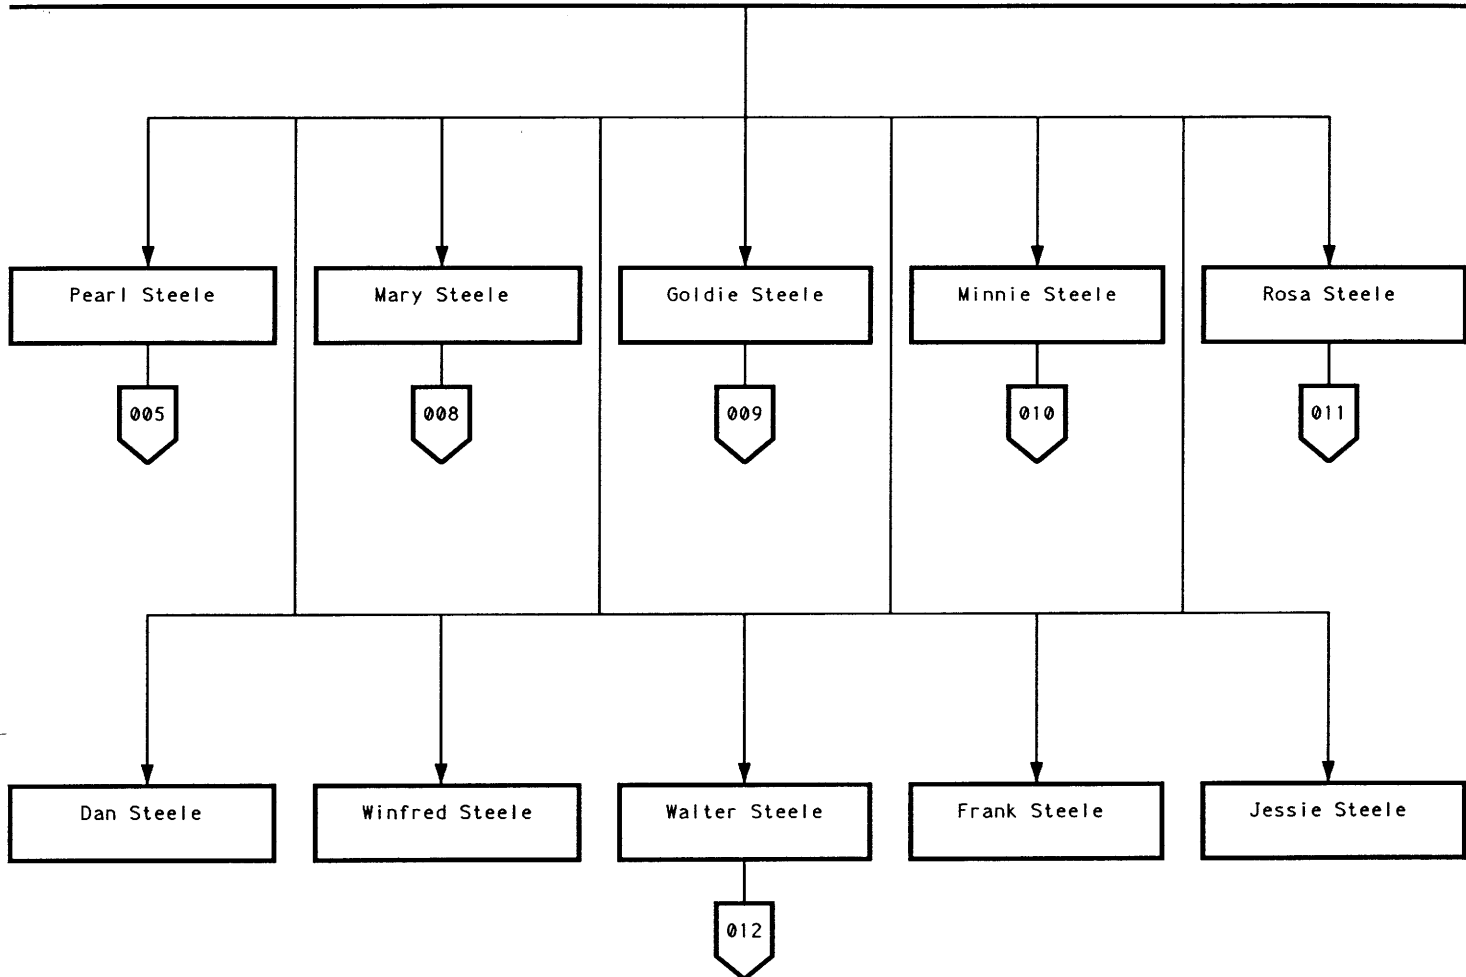 Pearl Steele
Mary Steele
Goldie Steele
Minnie Steele
Rosa Steele
005
008
009
010
011
Dan Steele
Winfred Steele
Walter Steele
Frank Steele
Jessie Steele
012